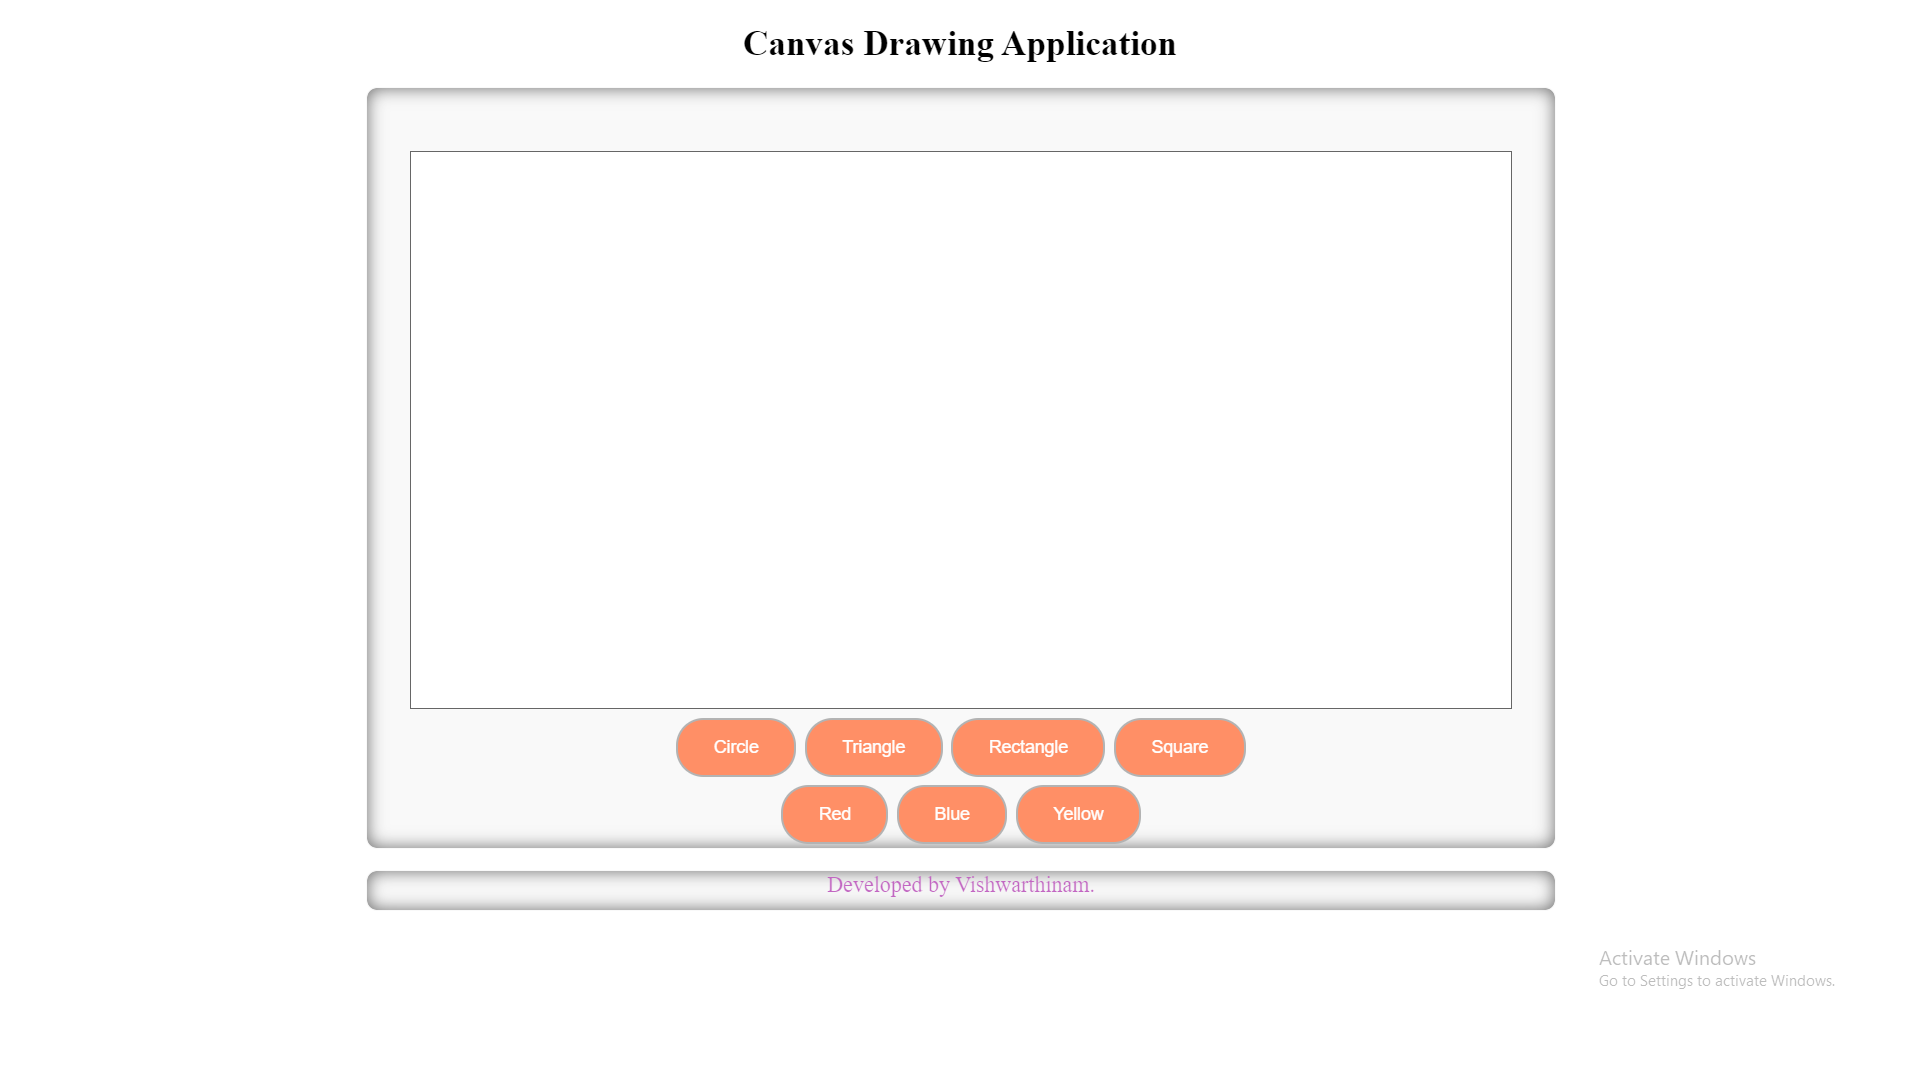 Canvas Drawing Application
Circle Triangle Rectangle Square
Red Blue Yellow
Developed by Vishwarthinam.
Activate Windows
Go to Settings to activate Windows.